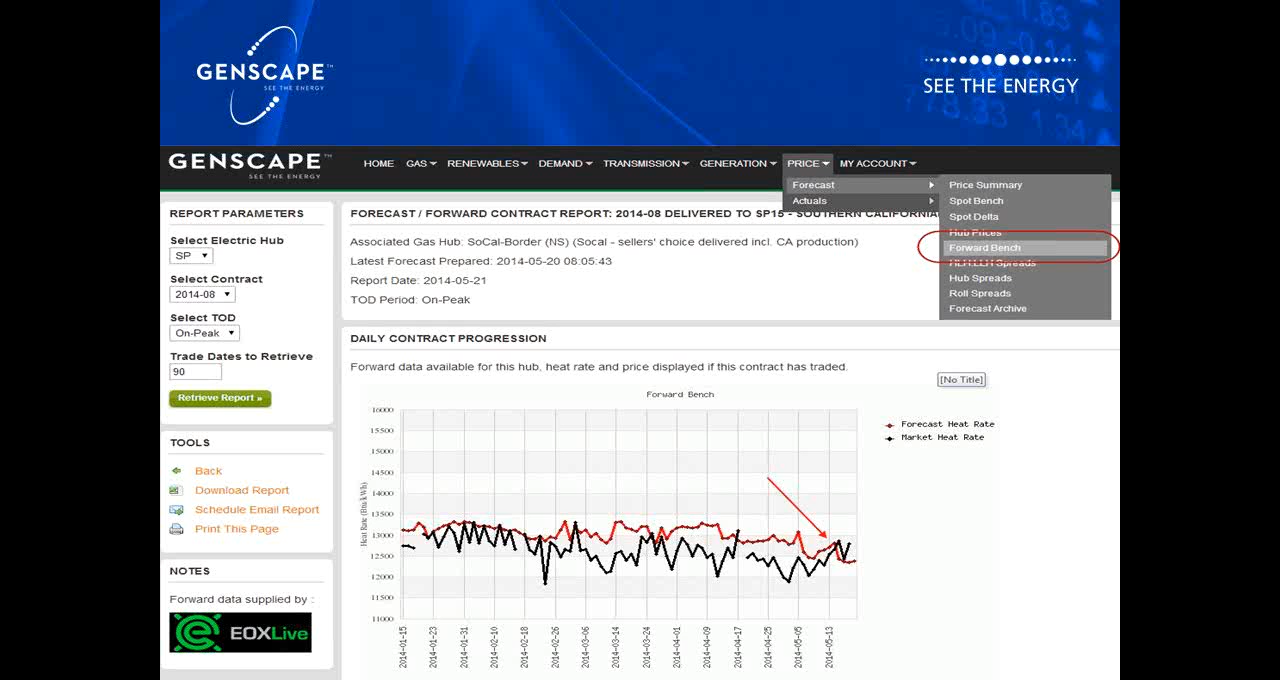 GENSCAPE™
SEE THE ENERGY
SEE THE ENERGY
778.83
1.34
GENSCAPE™
SEE THE ENERGY
HOME GAS RENEWABLES DEMAND TRANSMISSION GENERATION PRICE MY ACCOUNT
Forecast
Actuals
Price Summary
Spot Bench
Spot Delta
Hub Prices
Forward Bench
HLH:LLH Spreads
Hub Spreads
Roll Spreads
Forecast Archive
REPORT PARAMETERS
Select Electric Hub
SP
Select Contract
2014-08
Select TOD
On-Peak
Trade Dates to Retrieve
90
Retrieve Report »
TOOLS
Back
Download Report
Schedule Email Report
Print This Page
NOTES
Forward data supplied by :
EOXLive
FORECAST / FORWARD CONTRACT REPORT: 2014-08 DELIVERED TO SP15 - SOUTHERN CALIFORNIA
Associated Gas Hub: SoCal-Border (NS) (Socal - sellers' choice delivered incl. CA production)
Latest Forecast Prepared: 2014-05-20 08:05:43
Report Date: 2014-05-21
TOD Period: On-Peak
DAILY CONTRACT PROGRESSION
Forward data available for this hub, heat rate and price displayed if this contract has traded.
[No Title]
Forward Bench
Forecast Heat Rate
Market Heat Rate
Heat Rate (Btu/kWh)
16000
15500
15000
14500
14000
13500
13000
12500
12000
11500
11000
2014-01-15
2014-01-23
2014-01-31
2014-02-10
2014-02-18
2014-02-26
2014-03-06
2014-03-14
2014-03-24
2014-04-01
2014-04-09
2014-04-17
2014-04-25
2014-05-05
2014-05-13